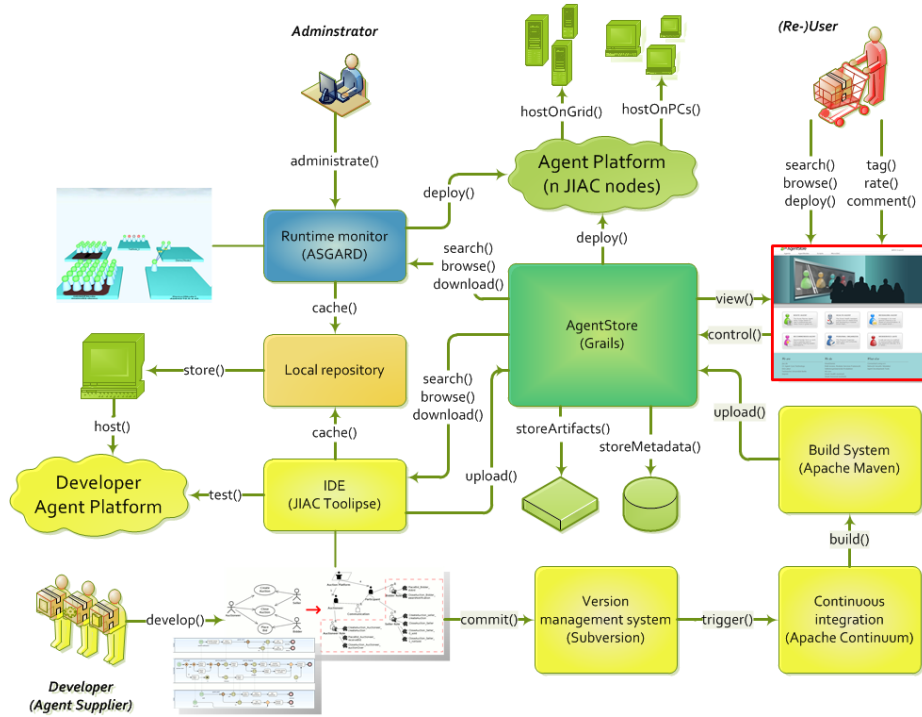 Adminstrator
(Re-)User
hostOnGrid()
hostOnPCs()
administrate()
Agent Platform
(n JIAC nodes)
search()
browse()
deploy()
tag()
rate()
comment()
deploy()
Runtime monitor
(ASGARD)
deploy()
search()
browse()
download()
cache()
AgentStore
(Grails)
view()
control()
store()
Local repository
search()
browse()
download()
host()
cache()
storeArtifacts()
storeMetadata()
upload()
Build System
(Apache Maven)
Developer
Agent Platform
test()
IDE
(JIAC Toolipse)
upload()
build()
develop()
commit()
Version
management system
(Subversion)
trigger()
Continuous
integration
(Apache Continuum)
Developer
(Agent Supplier)